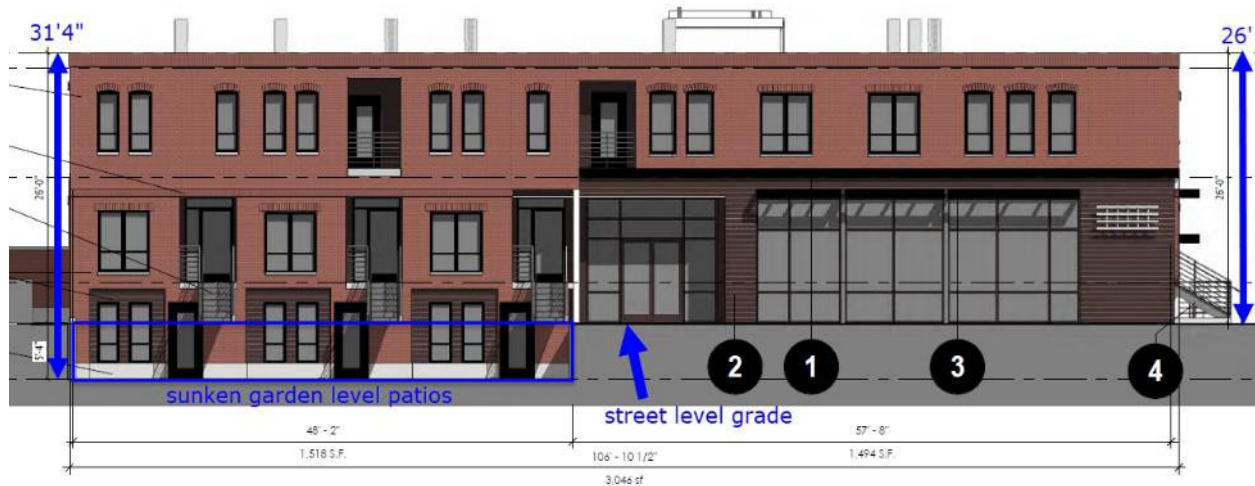 31'4"
26'
26'-0"
26'-0"
5'-4"
2
1
3
4
sunken garden level patios
street level grade
48' - 2"
57' - 8"
1,518 S.F.
106' - 10 1/2"
1,494 S.F.
3,046 sf